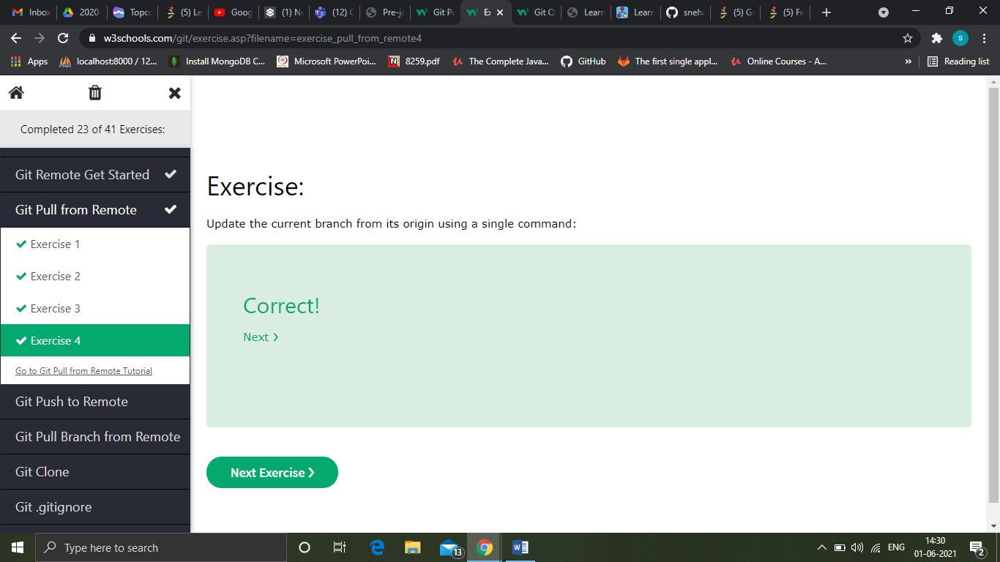 Inbox
2020-
Topco
(5) Le
Goog
(1) Ne
(12) C
Pre-jo
Git Pu
Ex
Git Q
Learn
Learn
sneha
(5) Go
(5) Fr
w3schools.com/git/exercise.asp?filename=exercise_pull_from_remote4
s
Apps
localhost:8000 / 12...
Install MongoDB C...
Microsoft PowerPoi...
8259.pdf
The Complete Java...
GitHub
The first single appl...
Online Courses - A...
»
Reading list
Completed 23 of 41 Exercises:
Git Remote Get Started
Git Pull from Remote
Exercise 1
Exercise 2
Exercise 3
Exercise 4
Go to Git Pull from Remote Tutorial
Git Push to Remote
Git Pull Branch from Remote
Git Clone
Git .gitignore
Exercise:
Update the current branch from its origin using a single command:
Correct!
Next ❯
Next Exercise ❯
Type here to search
13
ENG
14:30
01-06-2021
2